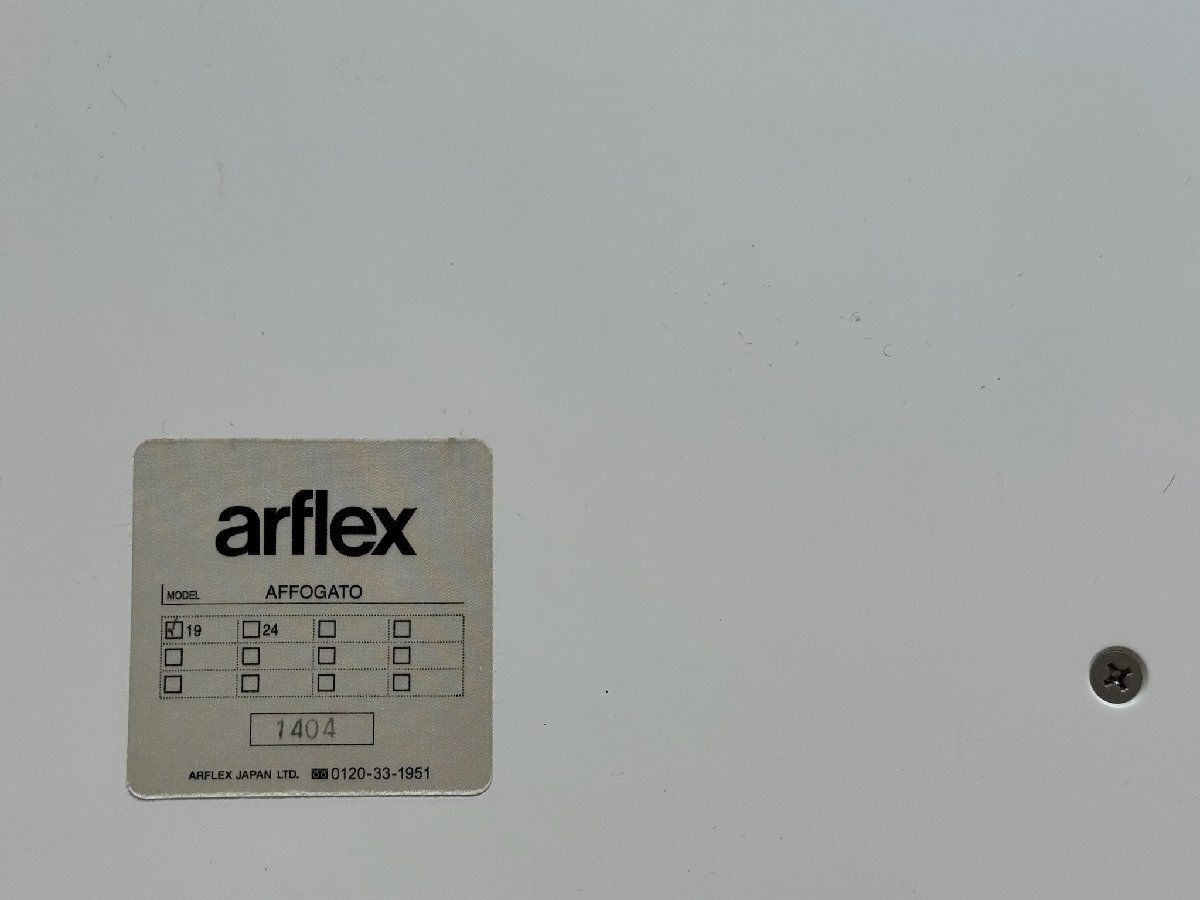 arflex
MODEL AFFOGATO
19 24
1404
ARFLEX JAPAN LTD. 0120-33-1951